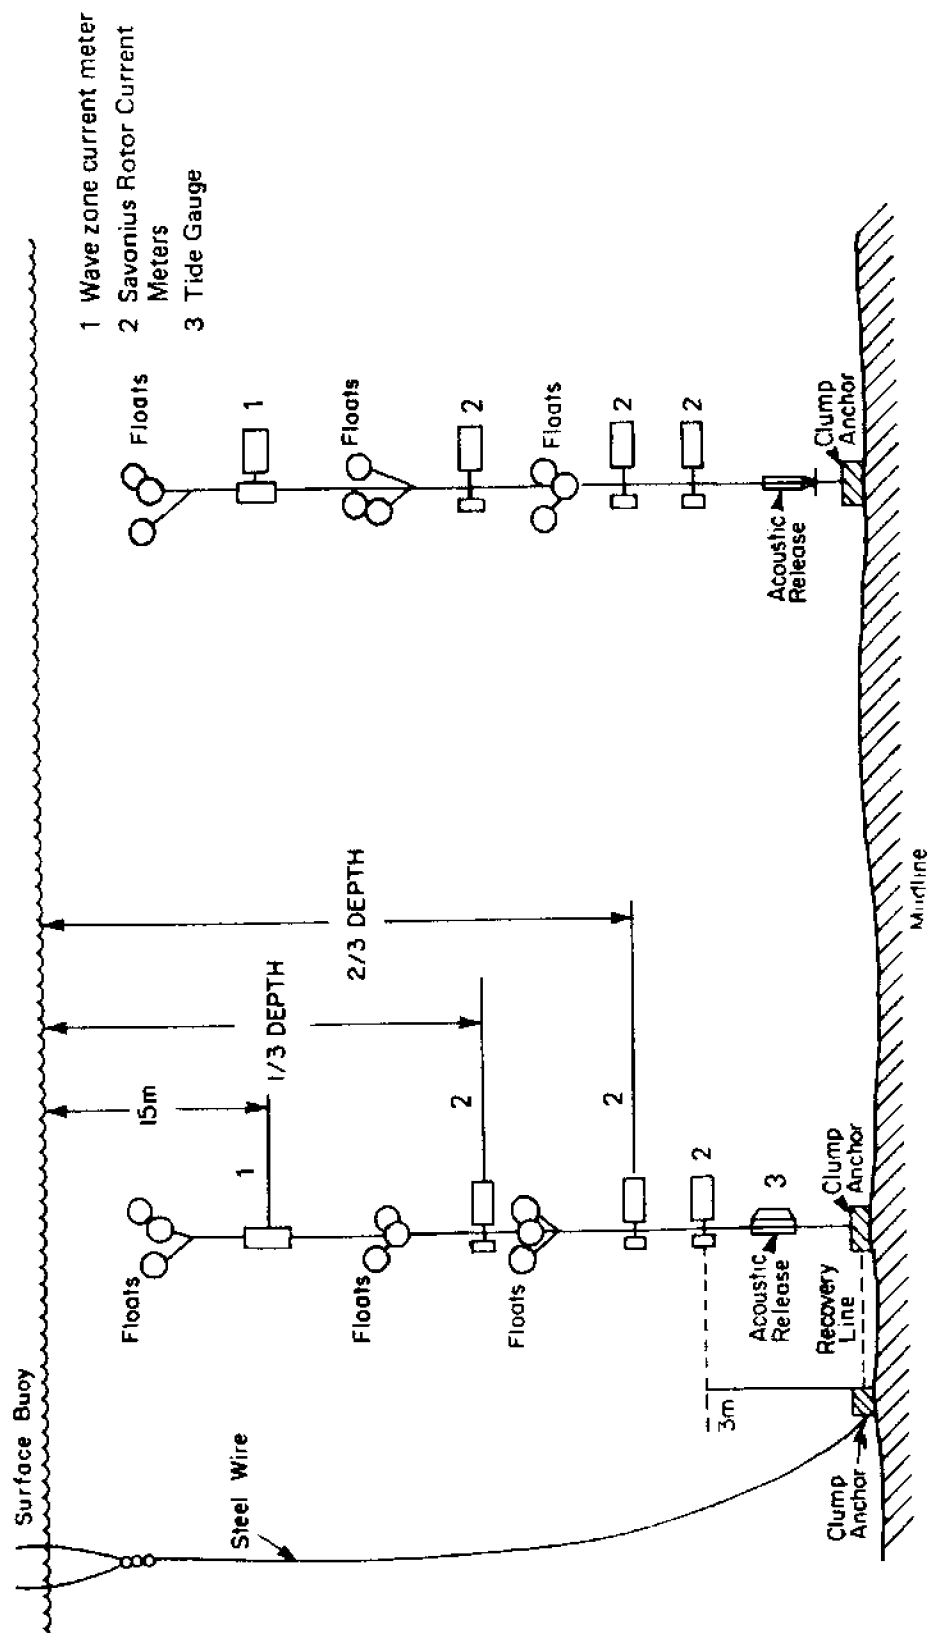 1 Wave zone current meter
2 Savonius Rotor Current
Meters
3 Tide Gauge
Surface Buoy
Steel Wire
Floats
Floats
Floats
15m
1/3 DEPTH
2/3 DEPTH
1
2
2
2
3
3m
Acoustic
Release
Recovery
Line
Clump
Anchor
Clump
Anchor
Floats
1
Floats
2
Floats
2
2
Acoustic
Release
Clump
Anchor
Mudline